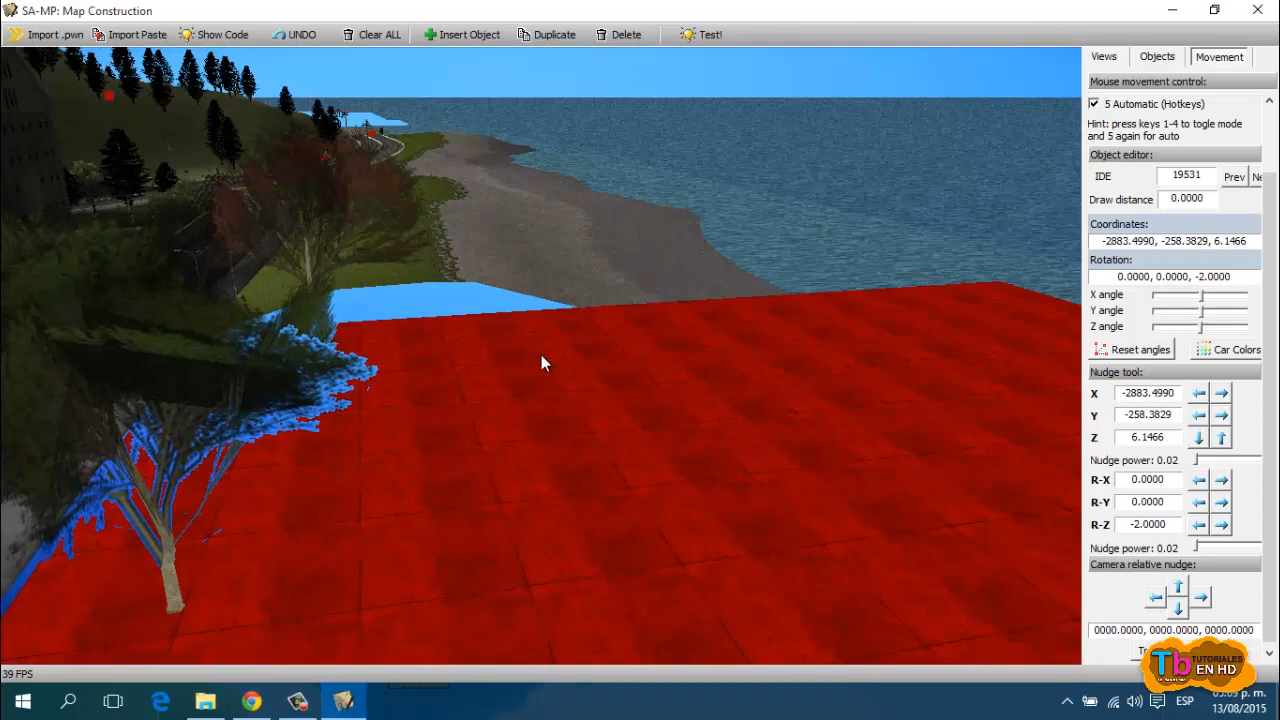 SA-MP: Map Construction
Import .pwn Import Paste Show Code UNDO Clear ALL Insert Object Duplicate Delete Test!
Views Objects Movement
Mouse movement control:
5 Automatic (Hotkeys)
Hint: press keys 1-4 to togle mode
and 5 again for auto
Object editor:
IDE 19531 Prev Ne
Draw distance 0.0000
Coordinates:
-2883.4990, -258.3829, 6.1466
Rotation:
0.0000, 0.0000, -2.0000
X angle
Y angle
Z angle
Reset angles Car Colors
Nudge tool:
X -2883.4990
Y -258.3829
Z 6.1466
Nudge power: 0.02
R-X 0.0000
R-Y 0.0000
R-Z -2.0000
Nudge power: 0.02
Camera relative nudge:
0000.0000, 0000.0000, 0000.0000
Tb TUTORIALES
EN HD
39 FPS
ESP
13/08/2015